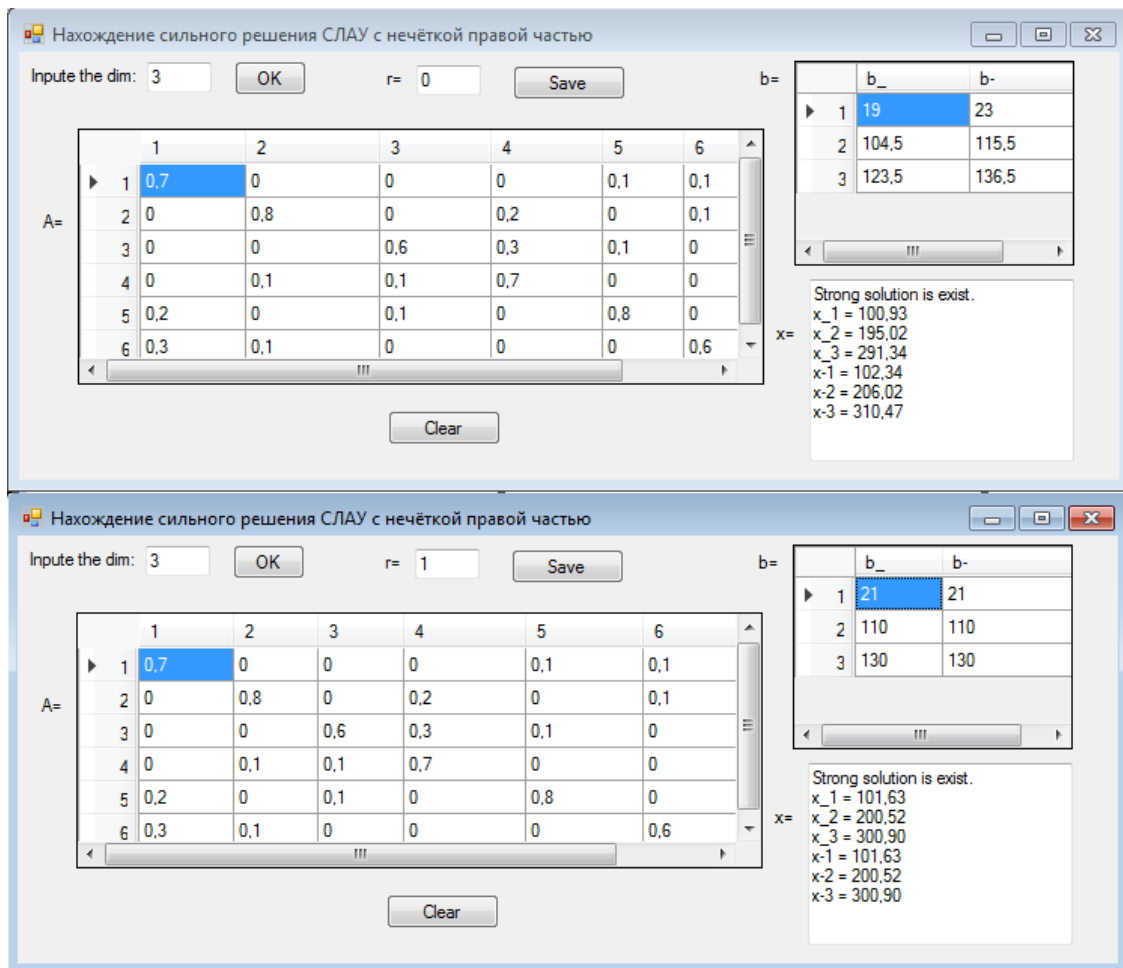 Нахождение сильного решения СЛАУ с нечёткой правой частью
Inpute the dim: 3 OK r= 0 Save b= b_ b-
1 19 23
2 104,5 115,5
3 123,5 136,5
A= 1 2 3 4 5 6
1 0,7 0 0 0 0,1 0,1
2 0 0,8 0 0,2 0 0,1
3 0 0 0,6 0,3 0,1 0
4 0 0,1 0,1 0,7 0 0
5 0,2 0 0,1 0 0,8 0
6 0,3 0,1 0 0 0 0,6
x= Strong solution is exist.
x_1 = 100,93
x_2 = 195,02
x_3 = 291,34
x-1 = 102,34
x-2 = 206,02
x-3 = 310,47
Clear
Нахождение сильного решения СЛАУ с нечёткой правой частью
Inpute the dim: 3 OK r= 1 Save b= b_ b-
1 21 21
2 110 110
3 130 130
A= 1 2 3 4 5 6
1 0,7 0 0 0 0,1 0,1
2 0 0,8 0 0,2 0 0,1
3 0 0 0,6 0,3 0,1 0
4 0 0,1 0,1 0,7 0 0
5 0,2 0 0,1 0 0,8 0
6 0,3 0,1 0 0 0 0,6
x= Strong solution is exist.
x_1 = 101,63
x_2 = 200,52
x_3 = 300,90
x-1 = 101,63
x-2 = 200,52
x-3 = 300,90
Clear